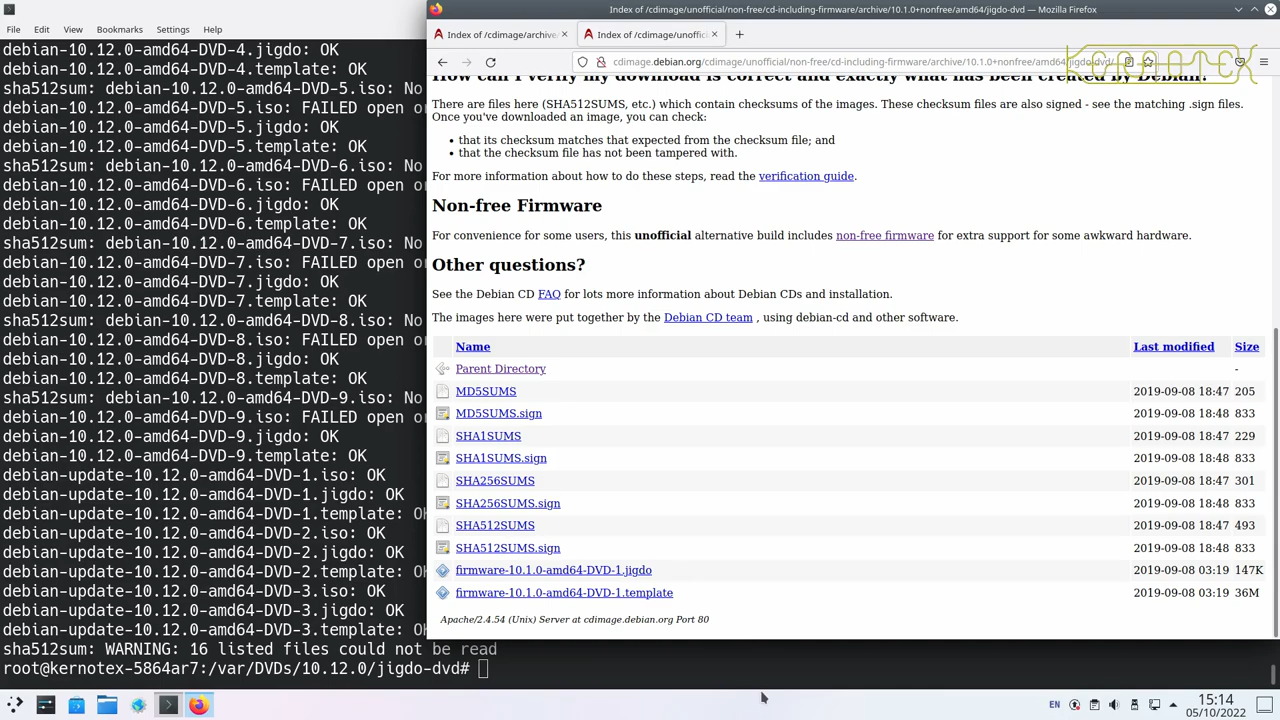 Index of /cdimage/unofficial/non-free/cd-including-firmware/archive/10.1.0+nonfree/amd64/jigdo-dvd — Mozilla Firefox
File Edit View Bookmarks Settings Help
debian-10.12.0-amd64-DVD-4.jigdo: OK
debian-10.12.0-amd64-DVD-4.template: OK
sha512sum: debian-10.12.0-amd64-DVD-5.iso: No
debian-10.12.0-amd64-DVD-5.iso: FAILED open or
debian-10.12.0-amd64-DVD-5.jigdo: OK
debian-10.12.0-amd64-DVD-5.template: OK
sha512sum: debian-10.12.0-amd64-DVD-6.iso: No
debian-10.12.0-amd64-DVD-6.iso: FAILED open or
debian-10.12.0-amd64-DVD-6.jigdo: OK
debian-10.12.0-amd64-DVD-6.template: OK
sha512sum: debian-10.12.0-amd64-DVD-7.iso: No
debian-10.12.0-amd64-DVD-7.iso: FAILED open or
debian-10.12.0-amd64-DVD-7.jigdo: OK
debian-10.12.0-amd64-DVD-7.template: OK
sha512sum: debian-10.12.0-amd64-DVD-8.iso: No
debian-10.12.0-amd64-DVD-8.iso: FAILED open or
debian-10.12.0-amd64-DVD-8.jigdo: OK
debian-10.12.0-amd64-DVD-8.template: OK
sha512sum: debian-10.12.0-amd64-DVD-9.iso: No
debian-10.12.0-amd64-DVD-9.iso: FAILED open or
debian-10.12.0-amd64-DVD-9.jigdo: OK
debian-10.12.0-amd64-DVD-9.template: OK
debian-update-10.12.0-amd64-DVD-1.iso: OK
debian-update-10.12.0-amd64-DVD-1.jigdo: OK
debian-update-10.12.0-amd64-DVD-1.template: OK
debian-update-10.12.0-amd64-DVD-2.iso: OK
debian-update-10.12.0-amd64-DVD-2.jigdo: OK
debian-update-10.12.0-amd64-DVD-2.template: OK
debian-update-10.12.0-amd64-DVD-3.iso: OK
debian-update-10.12.0-amd64-DVD-3.jigdo: OK
debian-update-10.12.0-amd64-DVD-3.template: OK
sha512sum: WARNING: 16 listed files could not be read
root@kernotex-5864ar7:/var/DVDs/10.12.0/jigdo-dvd#
Index of /cdimage/archive
Index of /cdimage/unoffici
cdimage.debian.org/cdimage/unofficial/non-free/cd-including-firmware/archive/10.1.0+nonfree/amd64/jigdo-dvd/
KERNOTEX
How can I verify my download is correct and exactly what has been created by Debian?
There are files here (SHA512SUMS, etc.) which contain checksums of the images. These checksum files are also signed - see the matching .sign files.
Once you've downloaded an image, you can check:
• that its checksum matches that expected from the checksum file; and
• that the checksum file has not been tampered with.
For more information about how to do these steps, read the verification guide.
Non-free Firmware
For convenience for some users, this unofficial alternative build includes non-free firmware for extra support for some awkward hardware.
Other questions?
See the Debian CD FAQ for lots more information about Debian CDs and installation.
The images here were put together by the Debian CD team , using debian-cd and other software.
Name Last modified Size
Parent Directory -
MD5SUMS 2019-09-08 18:47 205
MD5SUMS.sign 2019-09-08 18:48 833
SHA1SUMS 2019-09-08 18:47 229
SHA1SUMS.sign 2019-09-08 18:48 833
SHA256SUMS 2019-09-08 18:47 301
SHA256SUMS.sign 2019-09-08 18:48 833
SHA512SUMS 2019-09-08 18:47 493
SHA512SUMS.sign 2019-09-08 18:48 833
firmware-10.1.0-amd64-DVD-1.jigdo 2019-09-08 03:19 147K
firmware-10.1.0-amd64-DVD-1.template 2019-09-08 03:19 36M
Apache/2.4.54 (Unix) Server at cdimage.debian.org Port 80
EN
15:14
05/10/2022